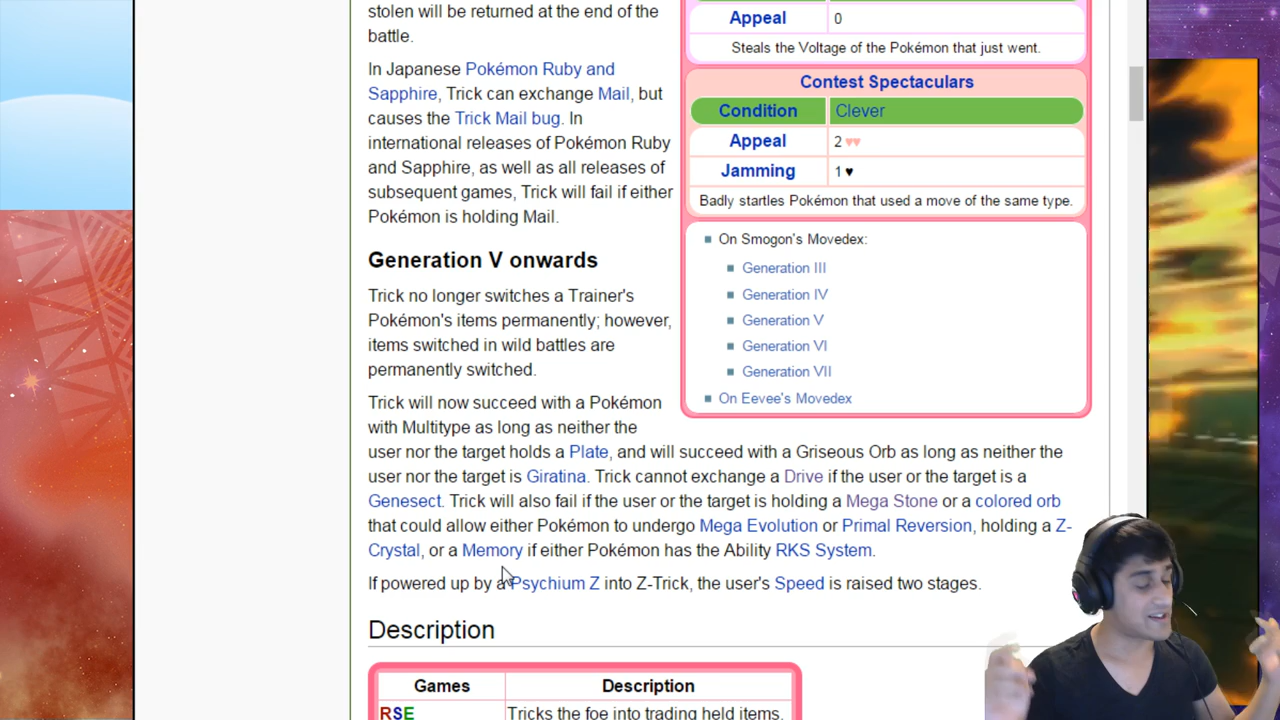 stolen will be returned at the end of the
battle.
In Japanese Pokémon Ruby and
Sapphire, Trick can exchange Mail, but
causes the Trick Mail bug. In
international releases of Pokémon Ruby
and Sapphire, as well as all releases of
subsequent games, Trick will fail if either
Pokémon is holding Mail.
Generation V onwards
Trick no longer switches a Trainer's
Pokémon's items permanently; however,
items switched in wild battles are
permanently switched.
Trick will now succeed with a Pokémon
with Multitype as long as neither the
user nor the target holds a Plate, and will succeed with a Griseous Orb as long as neither the
user nor the target is Giratina. Trick cannot exchange a Drive if the user or the target is a
Genesect. Trick will also fail if the user or the target is holding a Mega Stone or a colored orb
that could allow either Pokémon to undergo Mega Evolution or Primal Reversion, holding a Z-
Crystal, or a Memory if either Pokémon has the Ability RKS System.
If powered up by a Psychium Z into Z-Trick, the user's Speed is raised two stages.
Description
Games Description
RSE Tricks the foe into trading held items.
Appeal 0
Steals the Voltage of the Pokémon that just went.
Contest Spectaculars
Condition Clever
Appeal 2 ♥♥
Jamming 1 ♥
Badly startles Pokémon that used a move of the same type.
On Smogon's Movedex:
Generation III
Generation IV
Generation V
Generation VI
Generation VII
On Eevee's Movedex